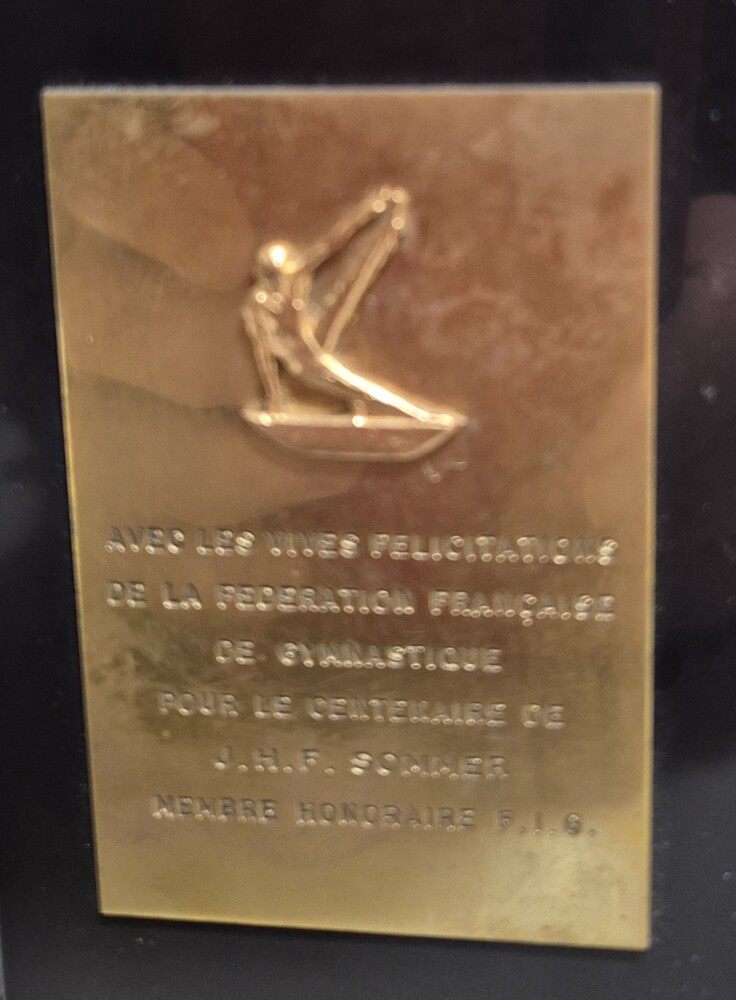 AVEC LES VIVES FELICITATIONS
DE LA FEDERATION FRANÇAISE
DE GYMNASTIQUE
POUR LE CENTENAIRE DE
J.H.F. SOMMER
MEMBRE HONORAIRE F.I.G.